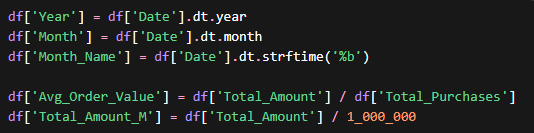 df['Year'] = df['Date'].dt.year
df['Month'] = df['Date'].dt.month
df['Month_Name'] = df['Date'].dt.strftime('%b')
df['Avg_Order_Value'] = df['Total_Amount'] / df['Total_Purchases']
df['Total_Amount_M'] = df['Total_Amount'] / 1_000_000